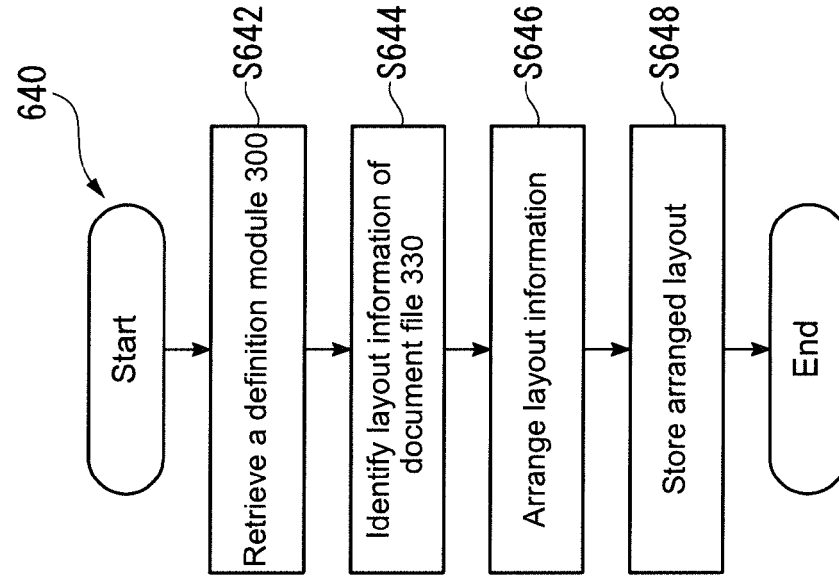 640
Start
Retrieve a definition module 300
S642
Identify layout information of
document file 330
S644
Arrange layout information
S646
Store arranged layout
S648
End